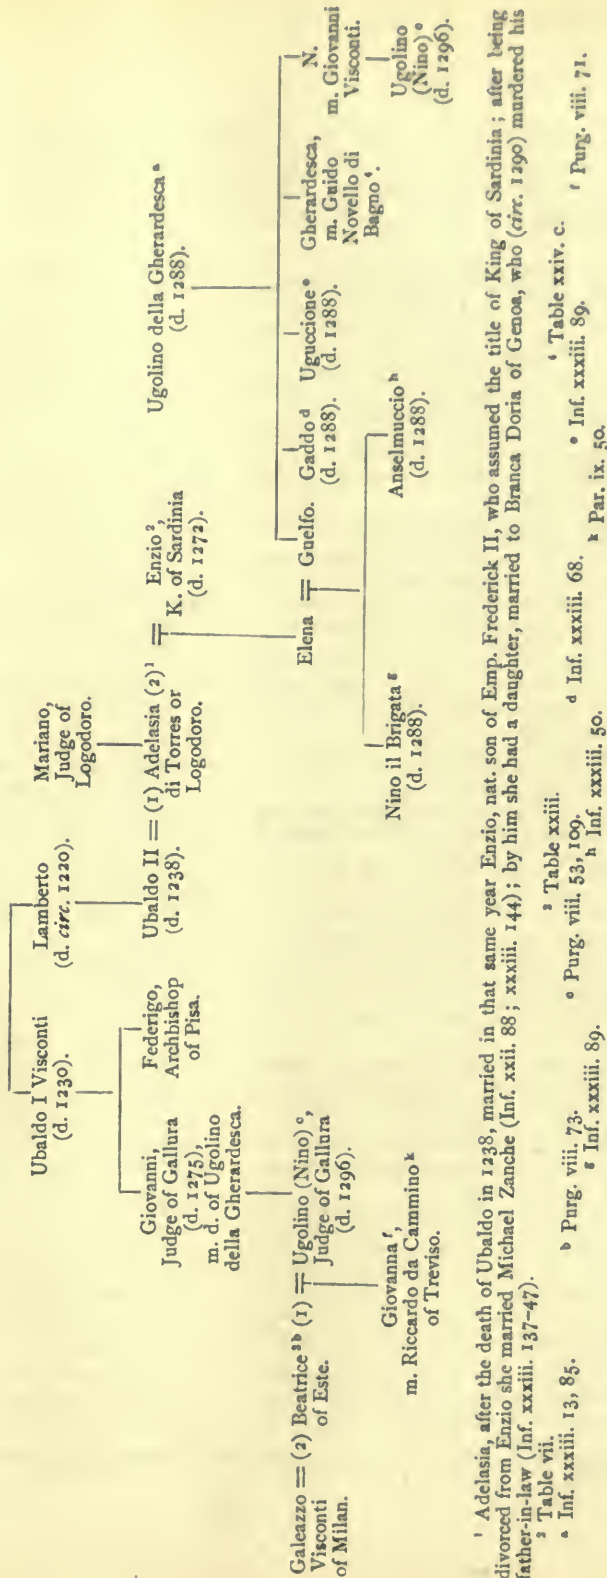 Ubaldo I Visconti
(d. 1230).
Lamberto
(d. circ. 1220).
Mariano,
Judge of
Logodoro.
Giovanni,
Judge of Gallura
(d. 1275),
m. d. of Ugolino
della Gherardesca.
Federigo,
Archbishop
of Pisa.
Ubaldo II = (1) Adelasia (2)¹ =
(d. 1238).
di Torres or
Logodoro.
Enzio ²,
K. of Sardinia
(d. 1272).
Ugolino della Gherardesca ᵃ
(d. 1288).
Galeazzo = (2) Beatrice ³ᵇ (1) = Ugolino (Nino) ᶜ,
Visconti
of Milan.
of Este.
Judge of Gallura
(d. 1296).
Elena = Guelfo.
Gaddo ᵈ
(d. 1288).
Uguccione ᵉ
(d. 1288).
Gherardesca,
m. Guido
Novello di
Bagno ⁴.
N.
m. Giovanni
Visconti.
Ugolino
(Nino) ᶜ
(d. 1296).
Giovanna ᶠ,
m. Riccardo da Cammino ᵏ
of Treviso.
Nino il Brigata ᵍ
(d. 1288).
Anselmuccio ʰ
(d. 1288).
¹ Adelasia, after the death of Ubaldo in 1238, married in that same year Enzio, nat. son of Emp. Frederick II, who assumed the title of King of Sardinia ; after being
divorced from Enzio she married Michael Zanche (Inf. xxii. 88 ; xxxiii. 144) ; by him she had a daughter, married to Branca Doria of Genoa, who (circ. 1290) murdered his
father-in-law (Inf. xxxiii. 137-47).
² Table vii. ³ Table xxiii. ⁴ Table xxiv. c.
ᵃ Inf. xxxiii. 13, 85. ᵇ Purg. viii. 73. ᶜ Purg. viii. 53, 109. ᵈ Inf. xxxiii. 68. ᵉ Inf. xxxiii. 89. ᶠ Purg. viii. 71.
ᵍ Inf. xxxiii. 89. ʰ Inf. xxxiii. 50. ᵏ Par. ix. 50.